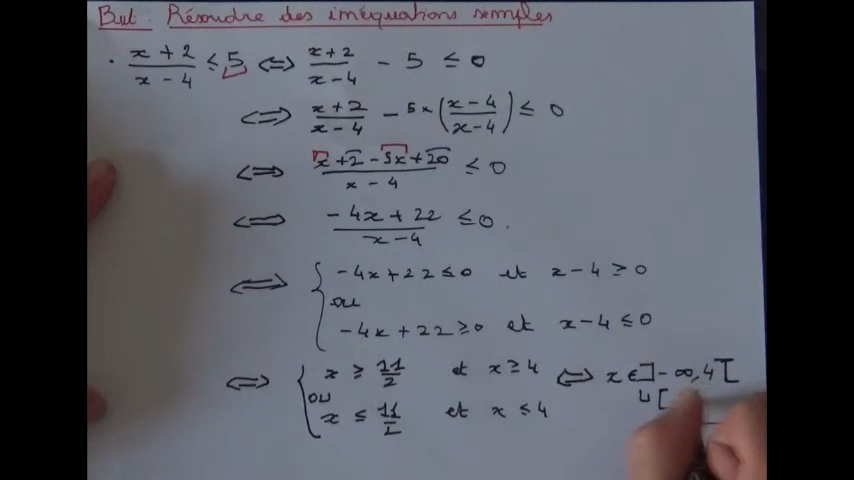 But Résoudre des inéquations simples
. x + 2 / x - 4 ≤ 5 ⟺ x + 2 / x - 4 - 5 ≤ 0
⟺ x + 2 / x - 4 - 5 × (x - 4 / x - 4) ≤ 0
⟺ x + 2 - 5x + 20 / x - 4 ≤ 0
⟺ - 4x + 22 / x - 4 ≤ 0 .
⟺ { - 4x + 22 ≤ 0 et x - 4 ≥ 0
ou
- 4x + 22 ≥ 0 et x - 4 ≤ 0
⟺ { x ≥ 11/2 et x ≥ 4 ⟺ x ∈ ] - ∞, 4 [
ou ∪ [
x ≤ 11/2 et x ≤ 4